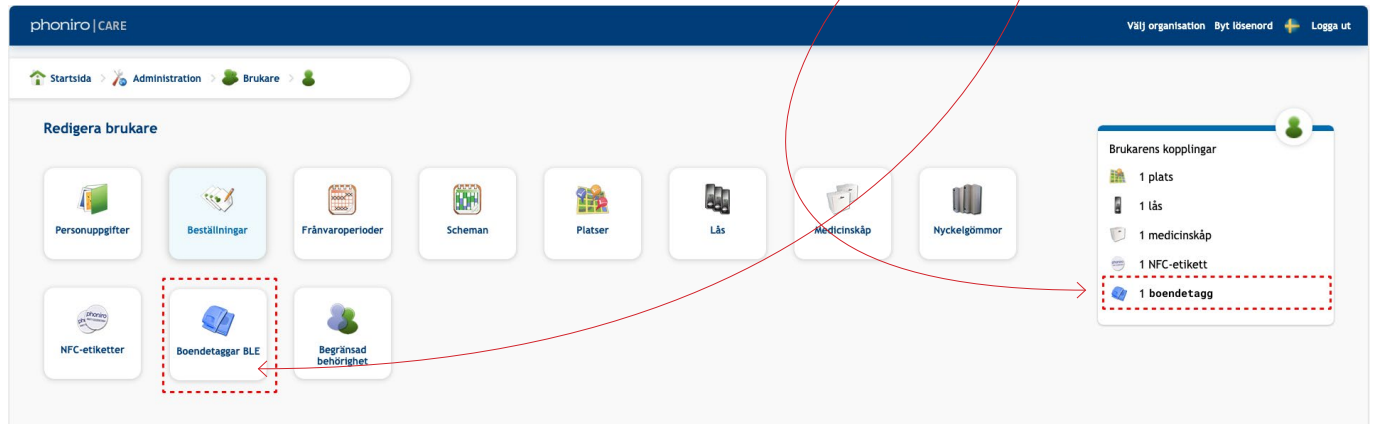 phoniro|CARE
Välj organisation Byt lösenord Logga ut
Startsida > Administration > Brukare >
Redigera brukare
Personuppgifter
Beställningar
Frånvaroperioder
Scheman
Platser
Lås
Medicinskåp
Nyckelgömmor
NFC-etiketter
Boendetaggar BLE
Begränsad
behörighet
Brukarens kopplingar
1 plats
1 lås
1 medicinskåp
1 NFC-etikett
1 boendetagg